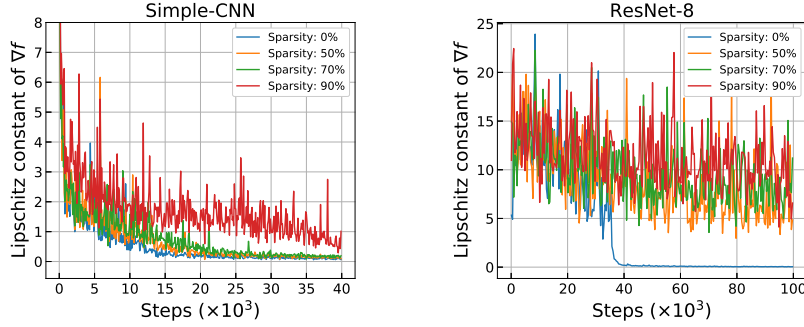 Simple-CNN
Lipschitz constant of ∇f
8
7
6
5
4
3
2
1
0
Sparsity: 0%
Sparsity: 50%
Sparsity: 70%
Sparsity: 90%
0 5 10 15 20 25 30 35 40
Steps (×10³)
ResNet-8
Lipschitz constant of ∇f
25
20
15
10
5
0
Sparsity: 0%
Sparsity: 50%
Sparsity: 70%
Sparsity: 90%
0 20 40 60 80 100
Steps (×10³)